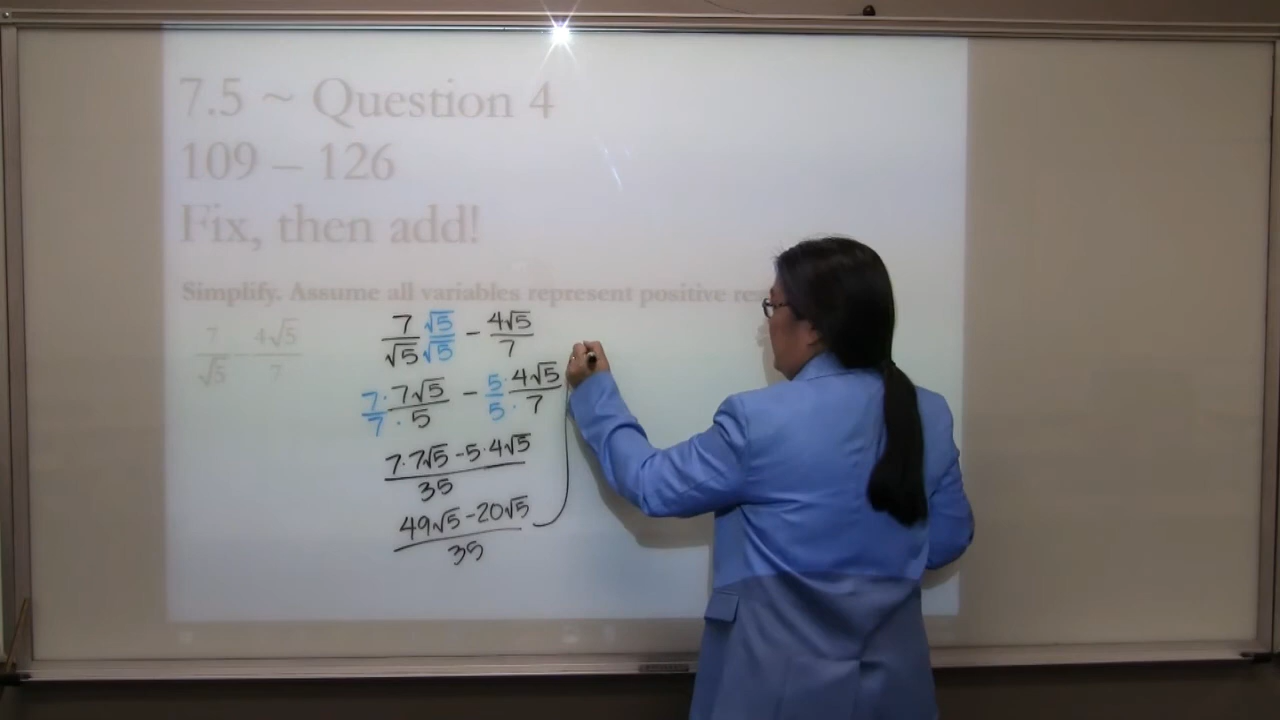 7.5 ~ Question 4
109 – 126
Fix, then add!
Simplify. Assume all variables represent positive
7/√5 - 4√5/7
7/√5 √5/√5 - 4√5/7
7/7 · 7√5/5 - 5/5 · 4√5/7
7·7√5 - 5·4√5 / 35
49√5 - 20√5 / 35